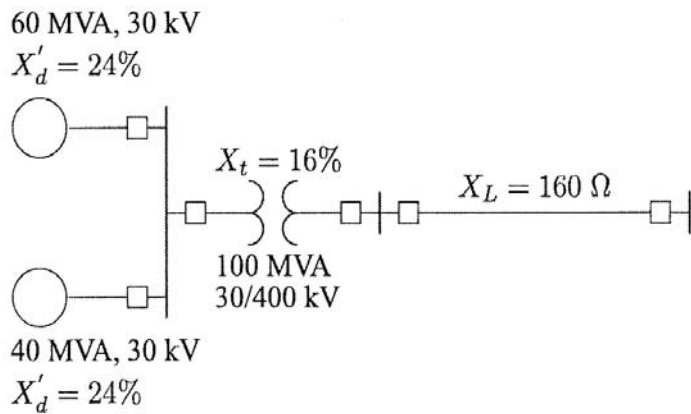 60 MVA, 30 kV
X'_d = 24%
X_t = 16%
X_L = 160 Ω
100 MVA
30/400 kV
40 MVA, 30 kV
X'_d = 24%